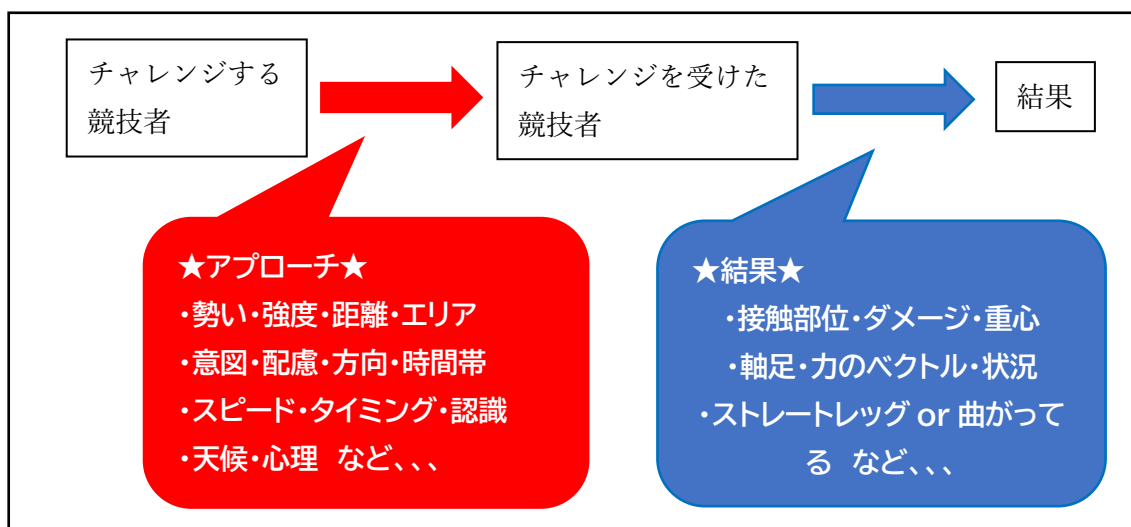 チャレンジする
競技者
チャレンジを受けた
競技者
結果
★アプローチ★
・勢い・強度・距離・エリア
・意図・配慮・方向・時間帯
・スピード・タイミング・認識
・天候・心理 など、、、
★結果★
・接触部位・ダメージ・重心
・軸足・力のベクトル・状況
・ストレートレッグ or 曲がって
る など、、、